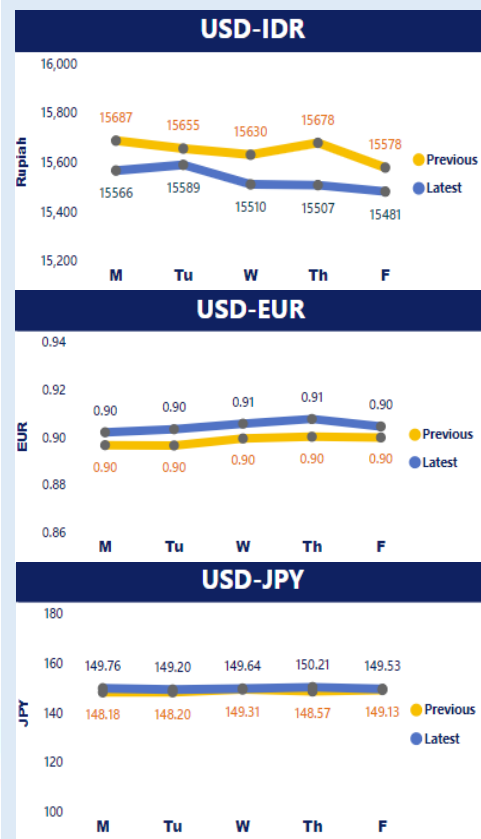 USD-IDR
16,000
15,800
15,600
15,400
15,200
Rupiah
15687 15655 15630 15678 15578
15566 15589 15510 15507 15481
Previous
Latest
M Tu W Th F
USD-EUR
0.94
0.92
0.90
0.88
0.86
EUR
0.90 0.90 0.91 0.91 0.90
0.90 0.90 0.90 0.90 0.90
Previous
Latest
M Tu W Th F
USD-JPY
180
160
140
120
100
JPY
149.76 149.20 149.64 150.21 149.53
148.18 148.20 149.31 148.57 149.13
Previous
Latest
M Tu W Th F